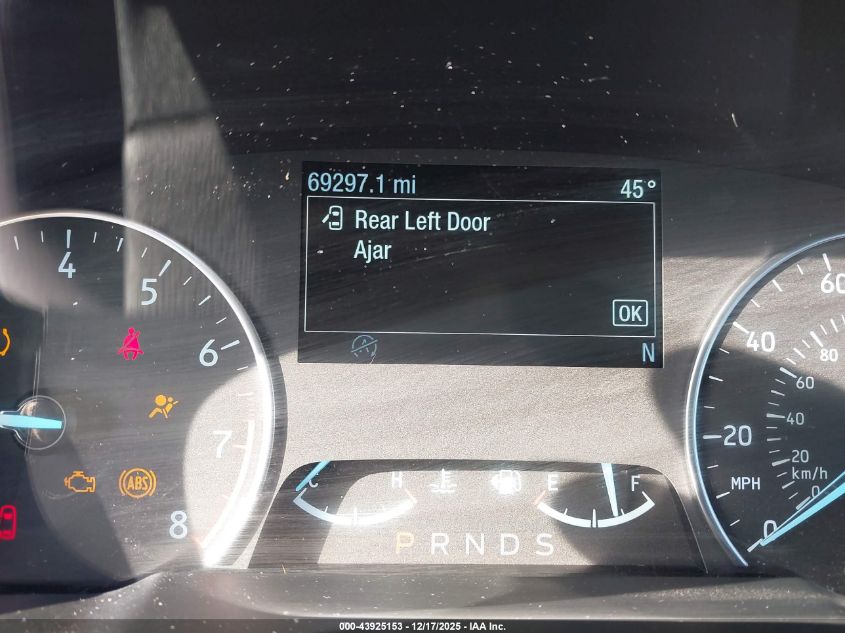 69297.1 mi 45°
Rear Left Door
Ajar
OK
N
4
5
6
7
8
ABS
C H E F
P R N D S
60
40
20
0
MPH
80
60
40
20
0
km/h
000-43925153 - 12/17/2025 - IAA Inc.